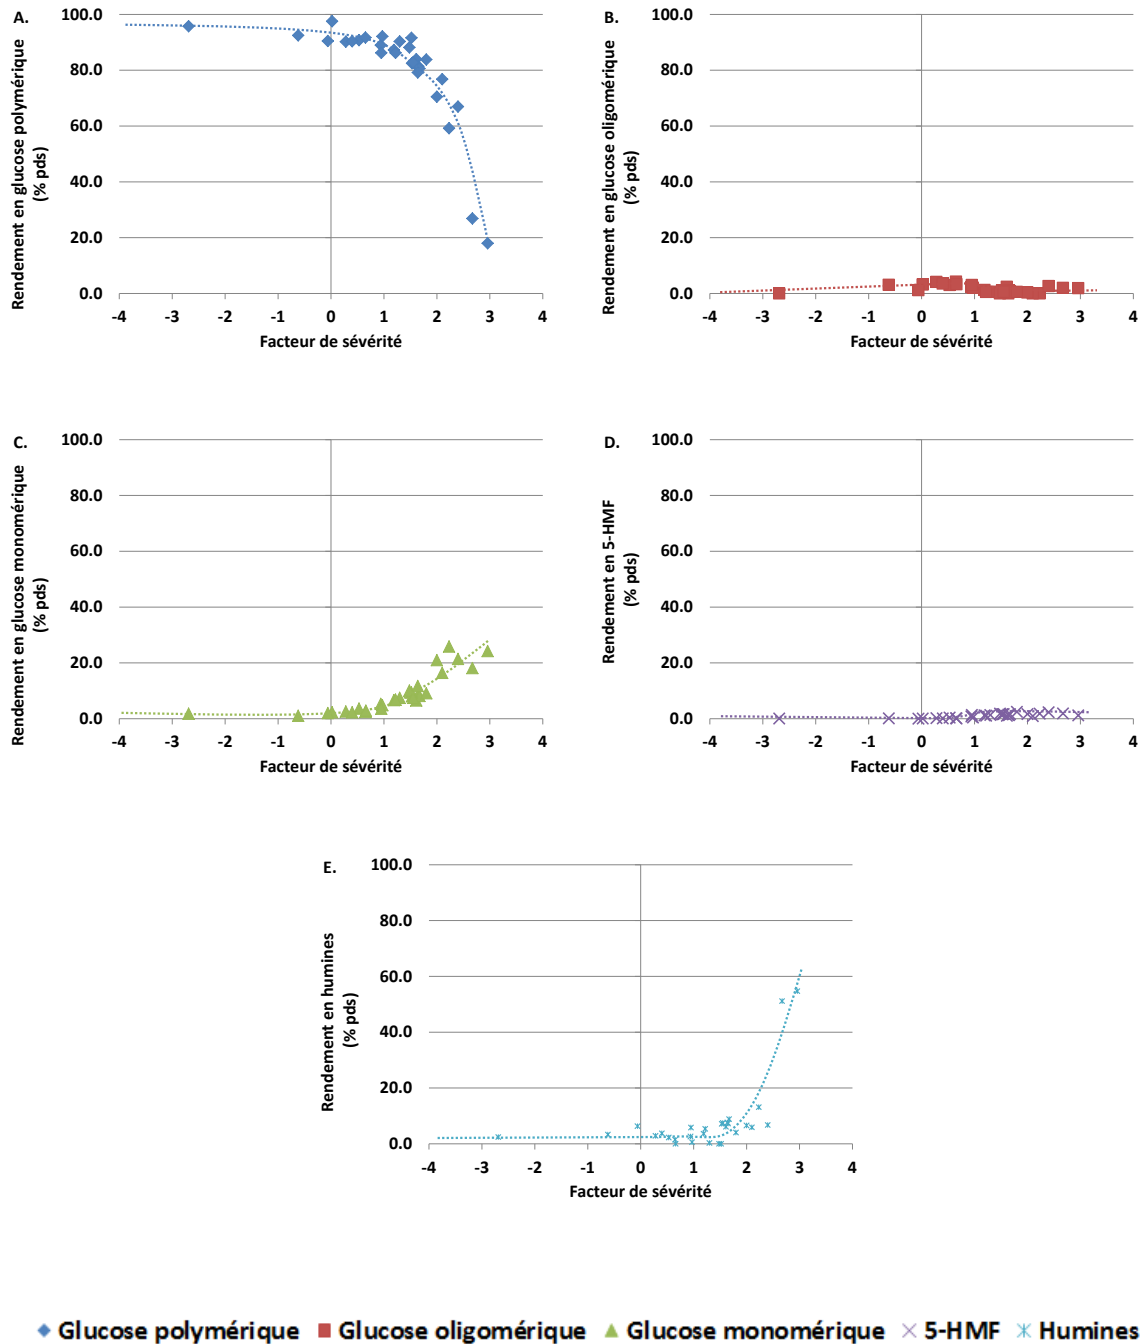 A.
Rendement en glucose polymérique
(% pds)
100.0
80.0
60.0
40.0
20.0
0.0
-4 -3 -2 -1 0 1 2 3 4
Facteur de sévérité
B.
Rendement en glucose oligomérique
(% pds)
100.0
80.0
60.0
40.0
20.0
0.0
-4 -3 -2 -1 0 1 2 3 4
Facteur de sévérité
C.
Rendement en glucose monomérique
(% pds)
100.0
80.0
60.0
40.0
20.0
0.0
-4 -3 -2 -1 0 1 2 3 4
Facteur de sévérité
D.
Rendement en 5-HMF
(% pds)
100.0
80.0
60.0
40.0
20.0
0.0
-4 -3 -2 -1 0 1 2 3 4
Facteur de sévérité
E.
Rendement en humines
(% pds)
100.0
80.0
60.0
40.0
20.0
0.0
-4 -3 -2 -1 0 1 2 3 4
Facteur de sévérité
Glucose polymérique Glucose oligomérique Glucose monomérique 5-HMF Humines